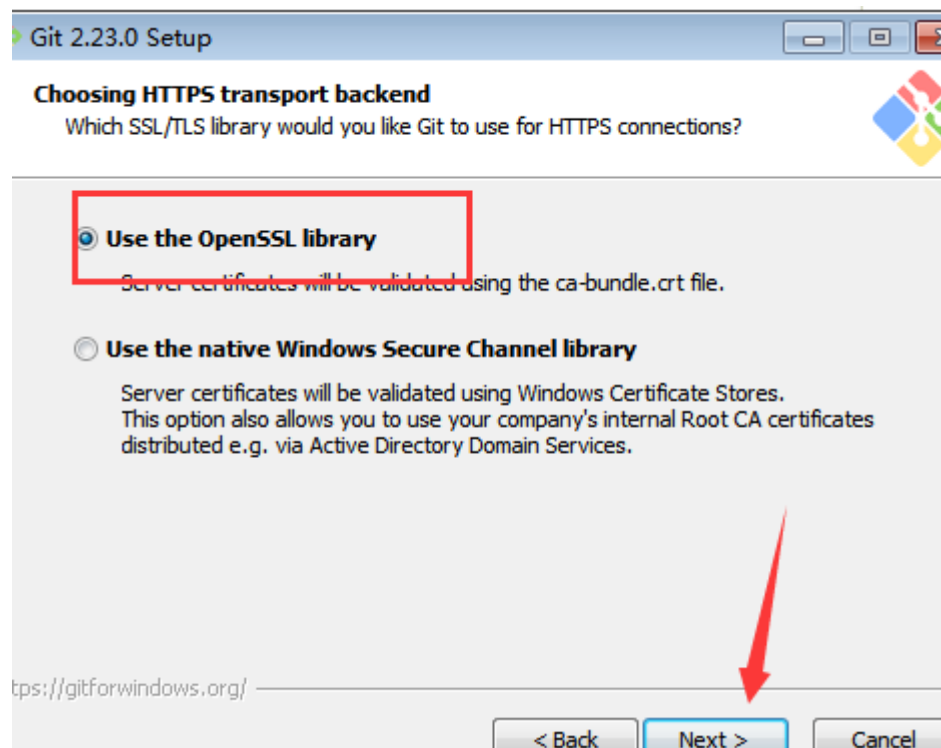 Git 2.23.0 Setup
Choosing HTTPS transport backend
Which SSL/TLS library would you like Git to use for HTTPS connections?
Use the OpenSSL library
Server certificates will be validated using the ca-bundle.crt file.
Use the native Windows Secure Channel library
Server certificates will be validated using Windows Certificate Stores.
This option also allows you to use your company's internal Root CA certificates
distributed e.g. via Active Directory Domain Services.
tps://gitforwindows.org/
< Back Next > Cancel